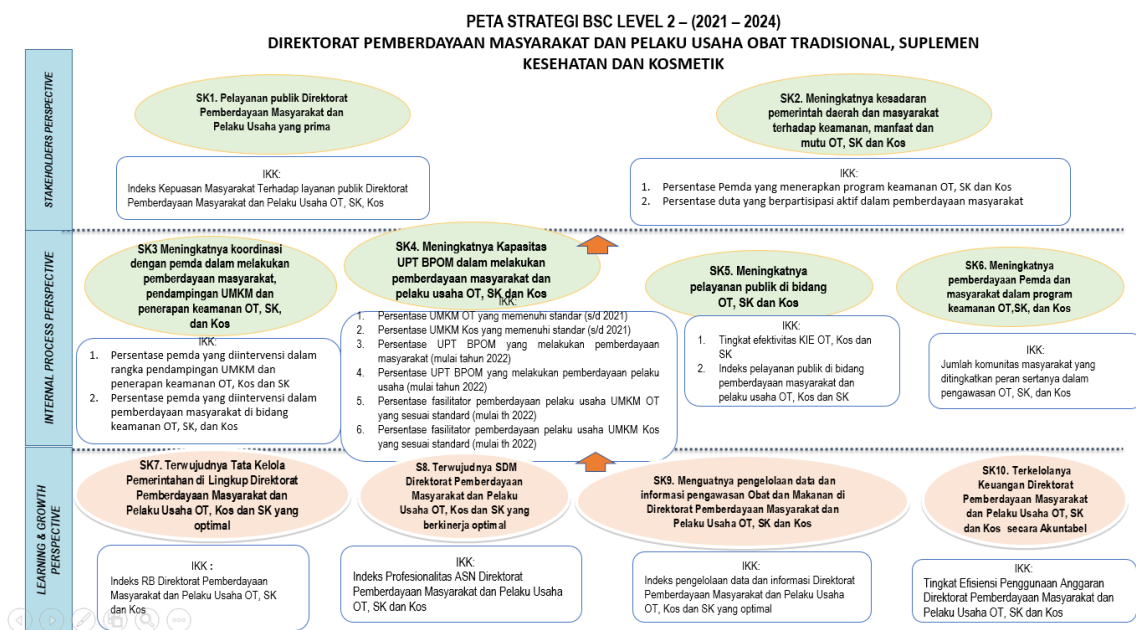 PETA STRATEGI BSC LEVEL 2 – (2021 – 2024)
DIREKTORAT PEMBERDAYAAN MASYARAKAT DAN PELAKU USAHA OBAT TRADISIONAL, SUPLEMEN
KESEHATAN DAN KOSMETIK
STAKEHOLDERS PERSPECTIVE
SK1. Pelayanan publik Direktorat
Pemberdayaan Masyarakat dan
Pelaku Usaha yang prima
IKK:
Indeks Kepuasan Masyarakat Terhadap layanan publik Direktorat
Pemberdayaan Masyarakat dan Pelaku Usaha OT, SK, Kos
SK2. Meningkatnya kesadaran
pemerintah daerah dan masyarakat
terhadap keamanan, manfaat dan
mutu OT, SK dan Kos
IKK:
1. Persentase Pemda yang menerapkan program keamanan OT, SK dan Kos
2. Persentase duta yang berpartisipasi aktif dalam pemberdayaan masyarakat
INTERNAL PROCESS PERSPECTIVE
SK3 Meningkatnya koordinasi
dengan pemda dalam melakukan
pemberdayaan masyarakat,
pendampingan UMKM dan
penerapan keamanan OT, SK,
dan Kos
IKK:
1. Persentase pemda yang diintervensi dalam
rangka pendampingan UMKM dan
penerapan keamanan OT, Kos dan SK
2. Persentase pemda yang diintervensi dalam
pemberdayaan masyarakat di bidang
keamanan OT, SK, dan Kos
SK4. Meningkatnya Kapasitas
UPT BPOM dalam melakukan
pemberdayaan masyarakat dan
pelaku usaha OT, SK dan Kos
IKK:
1. Persentase UMKM OT yang memenuhi standar (s/d 2021)
2. Persentase UMKM Kos yang memenuhi standar (s/d 2021)
3. Persentase UPT BPOM yang melakukan pemberdayaan
masyarakat (mulai tahun 2022)
4. Persentase UPT BPOM yang melakukan pemberdayaan pelaku
usaha (mulai tahun 2022)
5. Persentase fasilitator pemberdayaan pelaku usaha UMKM OT
yang sesuai standard (mulai th 2022)
6. Persentase fasilitator pemberdayaan pelaku usaha UMKM Kos
yang sesuai standard (mulai th 2022)
SK5. Meningkatnya
pelayanan publik di bidang
OT, SK dan Kos
IKK:
1. Tingkat efektivitas KIE OT, Kos dan
SK
2. Indeks pelayanan publik di bidang
pemberdayaan masyarakat dan
pelaku usaha OT, Kos dan SK
SK6. Meningkatnya
pemberdayaan Pemda dan
masyarakat dalam program
keamanan OT,SK, dan Kos
IKK:
Jumlah komunitas masyarakat yang
ditingkatkan peran sertanya dalam
pengawasan OT, SK, dan Kos
LEARNING & GROWTH
PERSPECTIVE
SK7. Terwujudnya Tata Kelola
Pemerintahan di Lingkup Direktorat
Pemberdayaan Masyarakat dan
Pelaku Usaha OT, Kos dan SK yang
optimal
IKK :
Indeks RB Direktorat Pemberdayaan
Masyarakat dan Pelaku Usaha OT, SK
dan Kos
S8. Terwujudnya SDM
Direktorat Pemberdayaan
Masyarakat dan Pelaku
Usaha OT, Kos dan SK yang
berkinerja optimal
IKK:
Indeks Profesionalitas ASN Direktorat
Pemberdayaan Masyarakat dan Pelaku Usaha
OT, SK dan Kos
SK9. Menguatnya pengelolaan data dan
informasi pengawasan Obat dan Makanan di
Direktorat Pemberdayaan Masyarakat dan
Pelaku Usaha OT, SK dan Kos
IKK:
Indeks pengelolaan data dan informasi Direktorat
Pemberdayaan Masyarakat dan Pelaku Usaha
OT, Kos dan SK yang optimal
SK10. Terkelolanya
Keuangan Direktorat
Pemberdayaan Masyarakat
dan Pelaku Usaha OT, SK
dan Kos secara Akuntabel
IKK:
Tingkat Efisiensi Penggunaan Anggaran
Direktorat Pemberdayaan Masyarakat dan
Pelaku Usaha OT, SK dan Kos